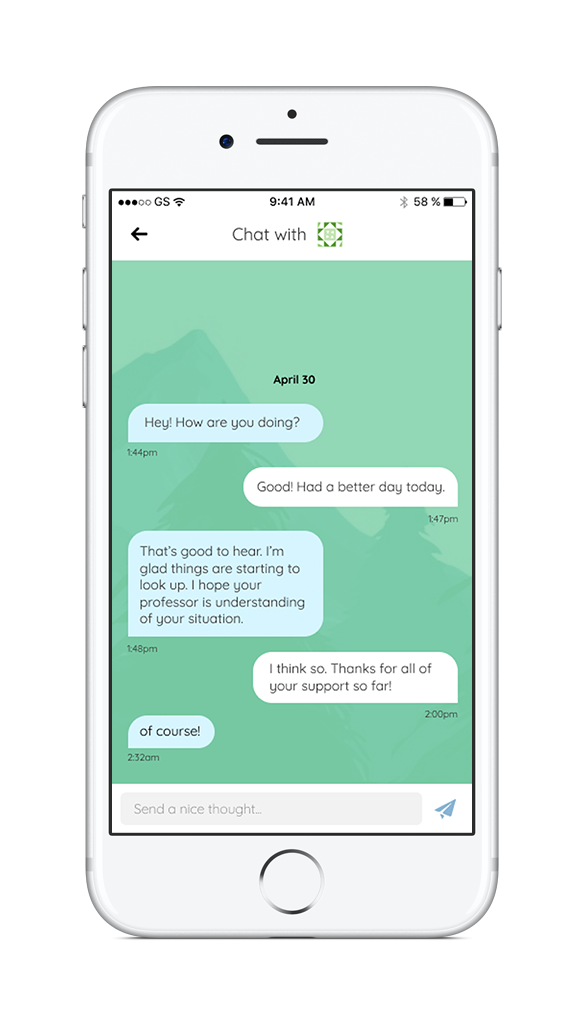 GS 9:41 AM 58 %
Chat with
April 30
Hey! How are you doing?
1:44pm
Good! Had a better day today.
1:47pm
That's good to hear. I'm
glad things are starting to
look up. I hope your
professor is understanding
of your situation.
1:48pm
I think so. Thanks for all of
your support so far!
2:00pm
of course!
2:32am
Send a nice thought...